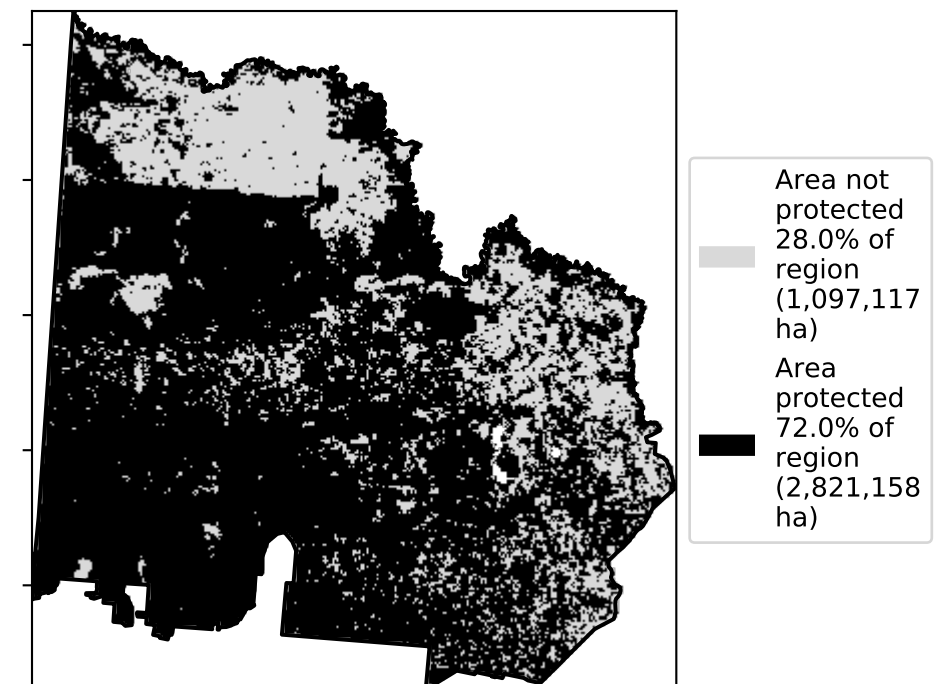 Area not
protected
28.0% of
region
(1,097,117
ha)
Area
protected
72.0% of
region
(2,821,158
ha)